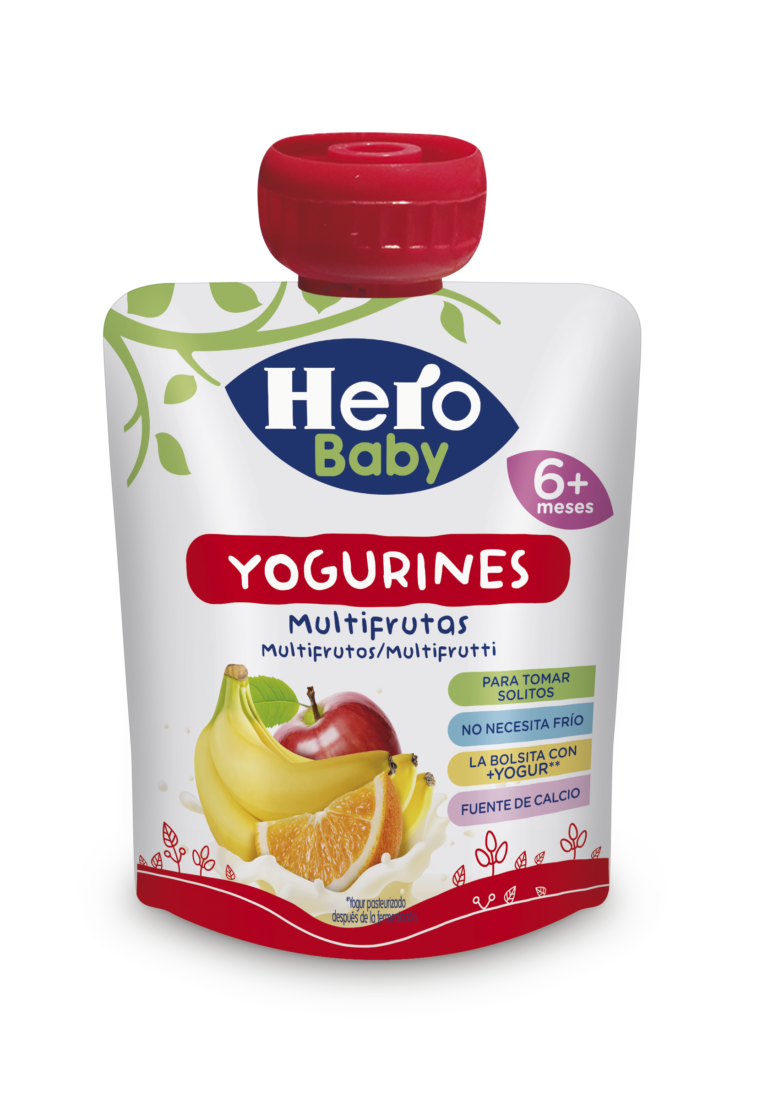 Hero
Baby
6+
meses
YOGURINES
Multifrutas
Multifrutos/Multifrutti
PARA TOMAR
SOLITOS
NO NECESITA FRÍO
LA BOLSITA CON
+YOGUR**
FUENTE DE CALCIO
*Yogur pasteurizado
después de la fermentación.